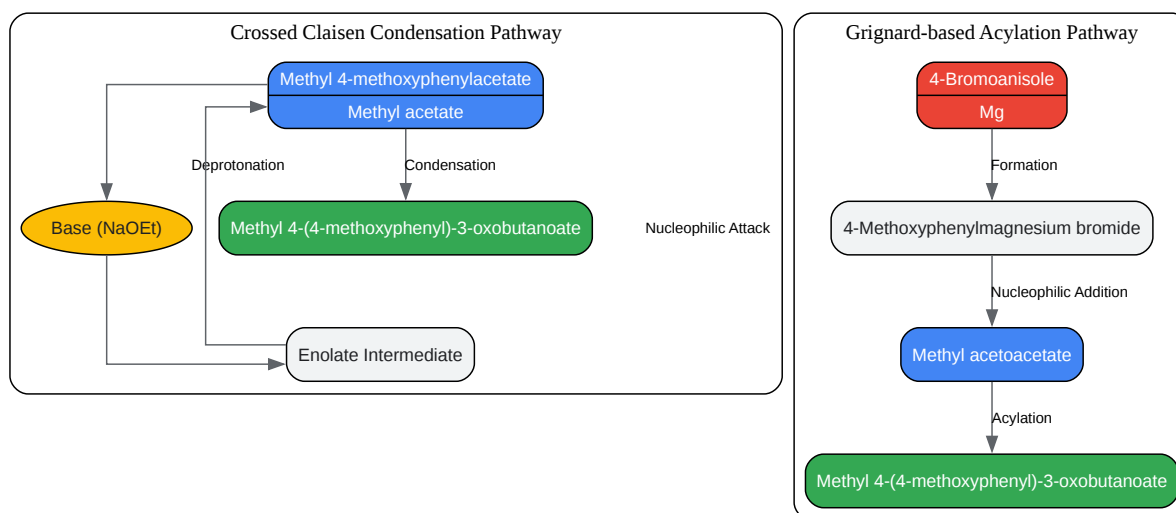 Crossed Claisen Condensation Pathway
Methyl 4-methoxyphenylacetate
Methyl acetate
Deprotonation
Condensation
Base (NaOEt)
Methyl 4-(4-methoxyphenyl)-3-oxobutanoate
Nucleophilic Attack
Enolate Intermediate
Grignard-based Acylation Pathway
4-Bromoanisole
Mg
Formation
4-Methoxyphenylmagnesium bromide
Nucleophilic Addition
Methyl acetoacetate
Acylation
Methyl 4-(4-methoxyphenyl)-3-oxobutanoate